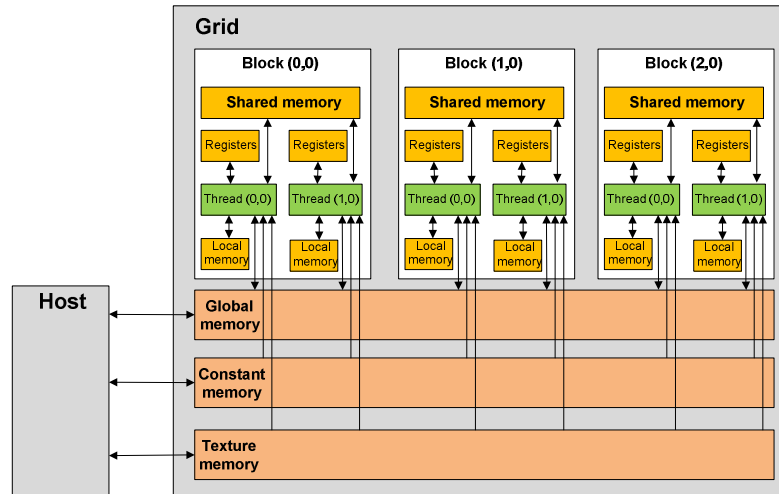 Grid
Block (0,0)
Shared memory
Registers
Registers
Thread (0,0)
Thread (1,0)
Local
memory
Local
memory
Block (1,0)
Shared memory
Registers
Registers
Thread (0,0)
Thread (1,0)
Local
memory
Local
memory
Block (2,0)
Shared memory
Registers
Registers
Thread (0,0)
Thread (1,0)
Local
memory
Local
memory
Host
Global
memory
Constant
memory
Texture
memory